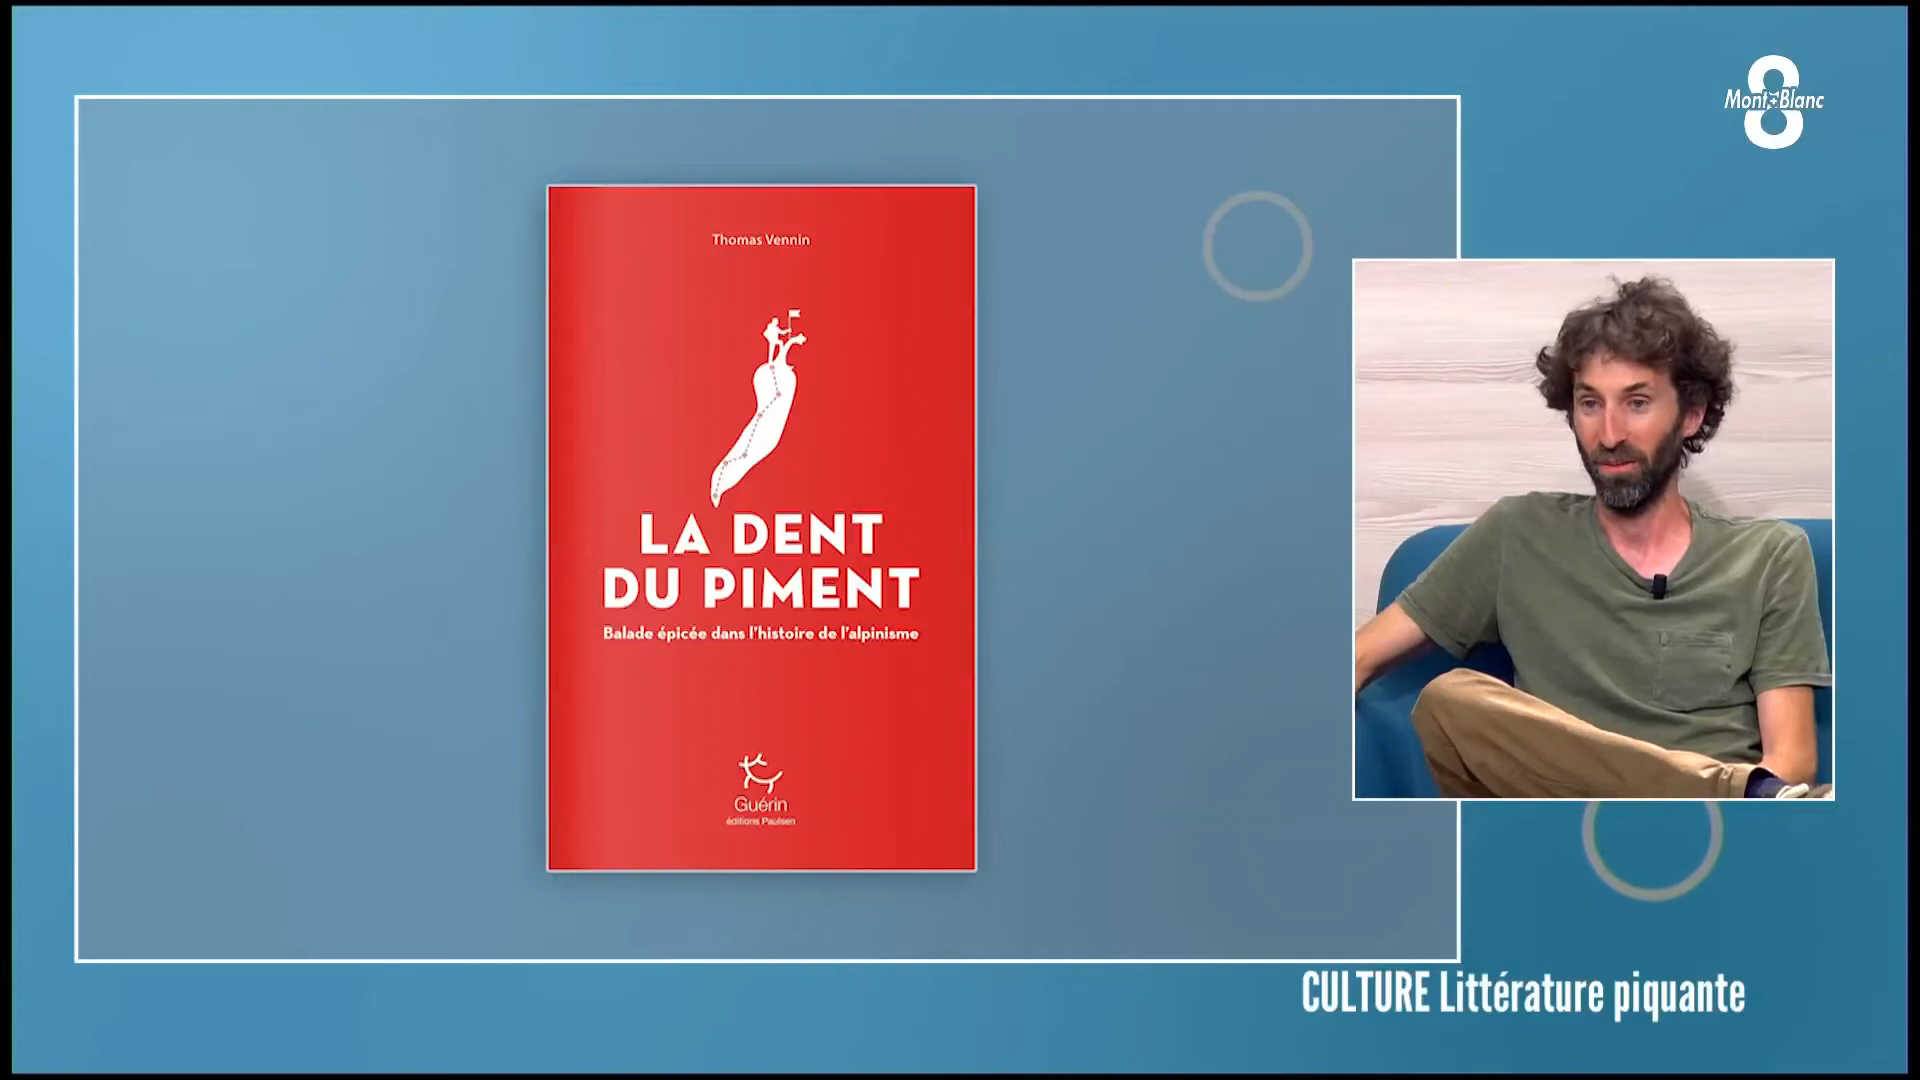 8
Mont Blanc
Thomas Vennin
LA DENT
DU PIMENT
Balade épicée dans l'histoire de l'alpinisme
Guérin
éditions Paulsen
CULTURE Littérature piquante